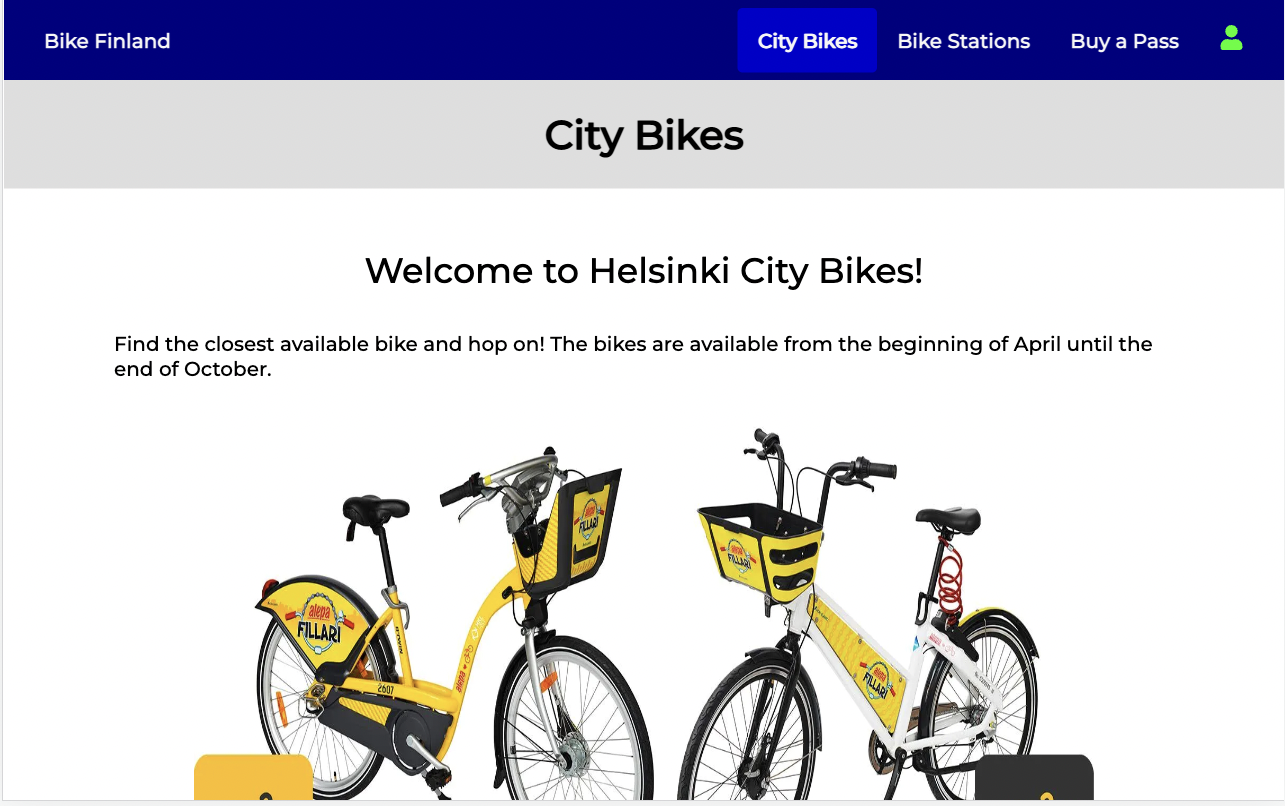 Bike Finland
City Bikes
Bike Stations
Buy a Pass
City Bikes
Welcome to Helsinki City Bikes!
Find the closest available bike and hop on! The bikes are available from the beginning of April until the
end of October.
alepa
FILLARI
alepa
FILLARI
alepa
FILLARI
2607
alepa
alepa
FILLARI